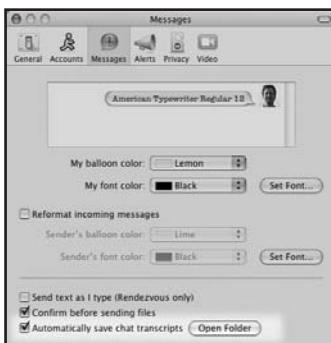 Messages
General Accounts Messages Alerts Privacy Video
American Typewriter Regular 12
My balloon color: Lemon
My font color: Black Set Font...
Reformat incoming messages
Sender's balloon color: Lime
Sender's font color: Black Set Font...
Send text as I type (Rendezvous only)
Confirm before sending files
Automatically save chat transcripts Open Folder